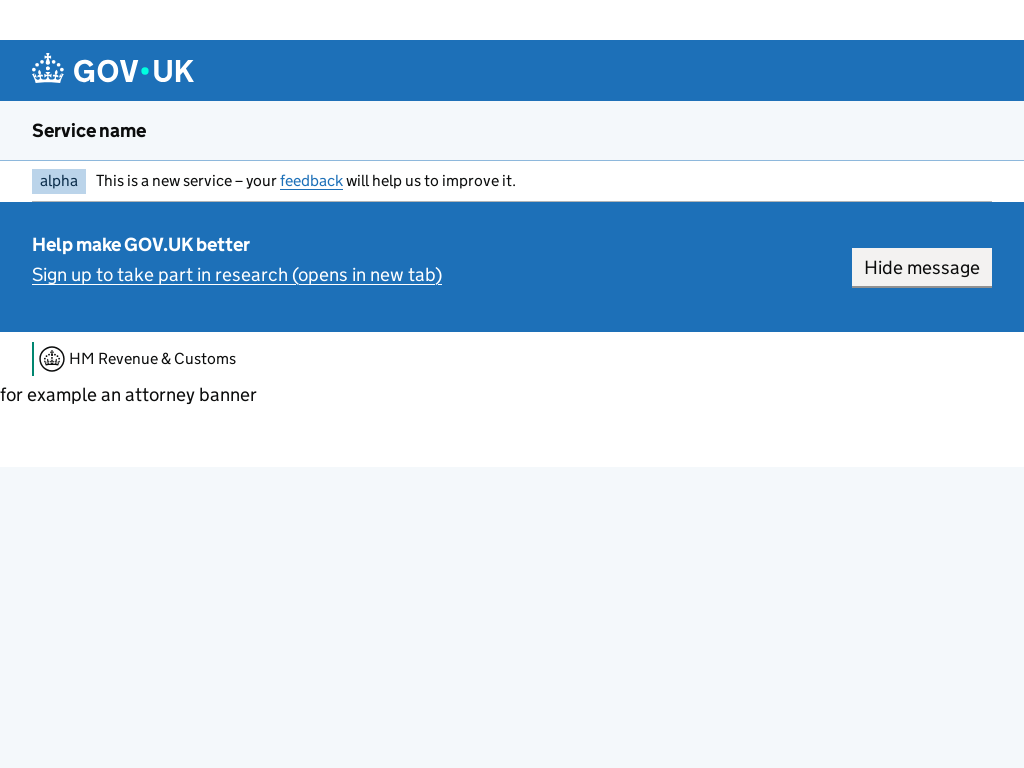 GOV•UK
Service name
alpha This is a new service – your feedback will help us to improve it.
Help make GOV.UK better
Sign up to take part in research (opens in new tab)
Hide message
HM Revenue & Customs
for example an attorney banner